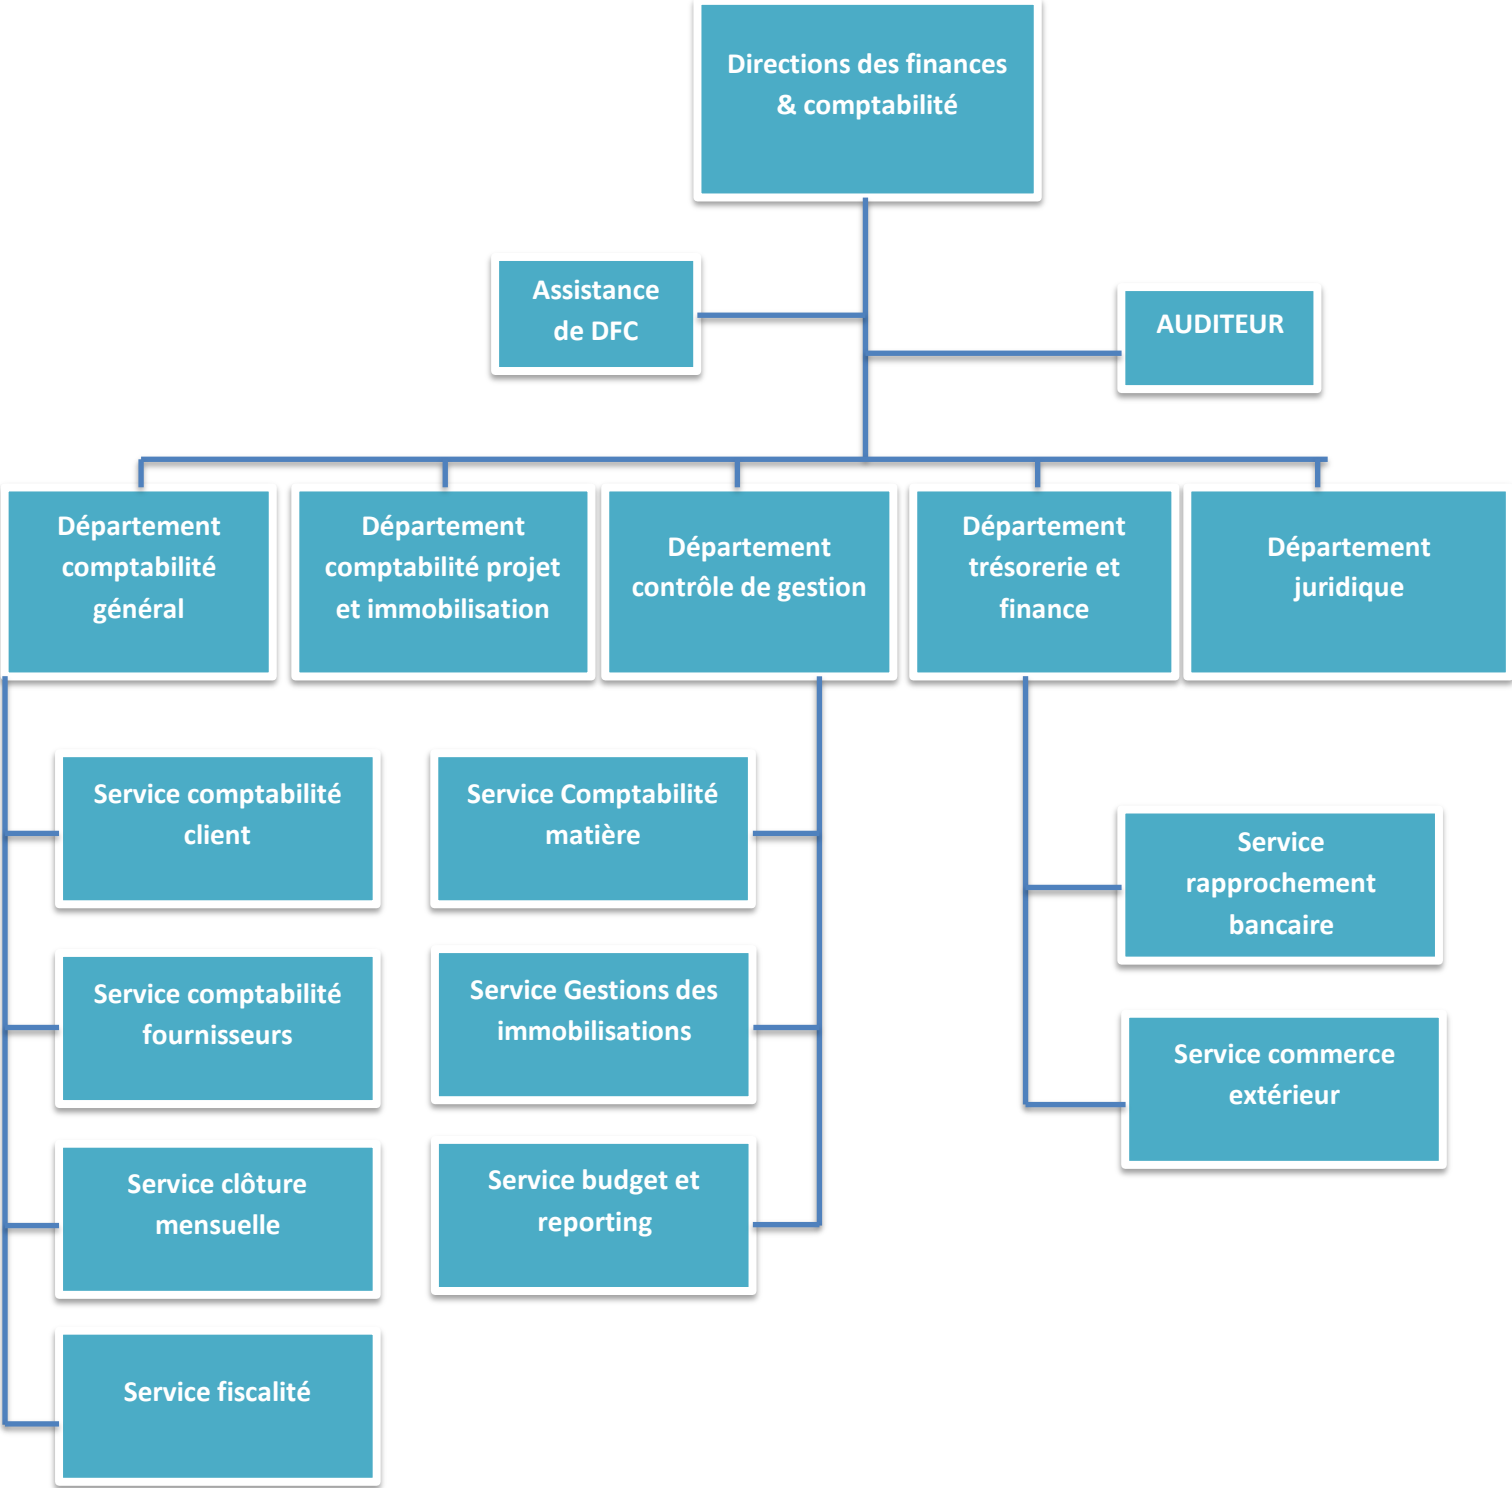 Directions des finances
& comptabilité
Assistance
de DFC
AUDITEUR
Département
comptabilité
général
Département
comptabilité projet
et immobilisation
Département
contrôle de gestion
Département
trésorerie et
finance
Département
juridique
Service comptabilité
client
Service comptabilité
fournisseurs
Service clôture
mensuelle
Service fiscalité
Service Comptabilité
matière
Service Gestions des
immobilisations
Service budget et
reporting
Service
rapprochement
bancaire
Service commerce
extérieur